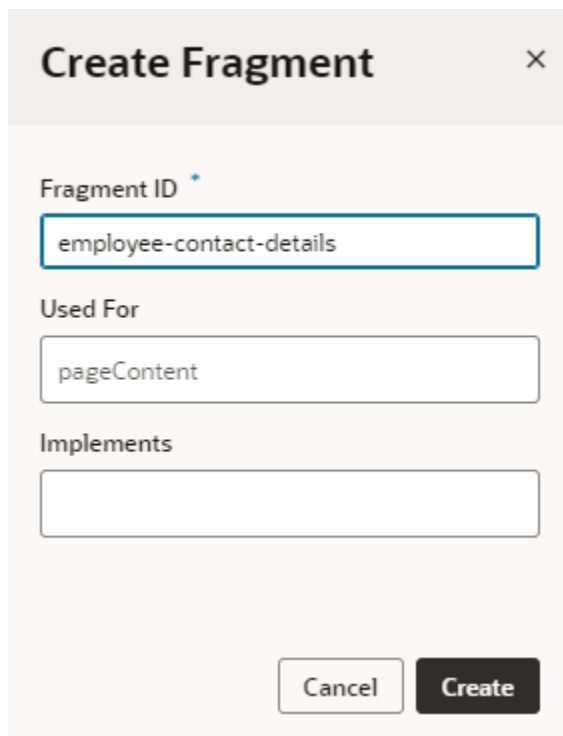 Create Fragment
Fragment ID *
employee-contact-details
Used For
pageContent
Implements
Cancel Create